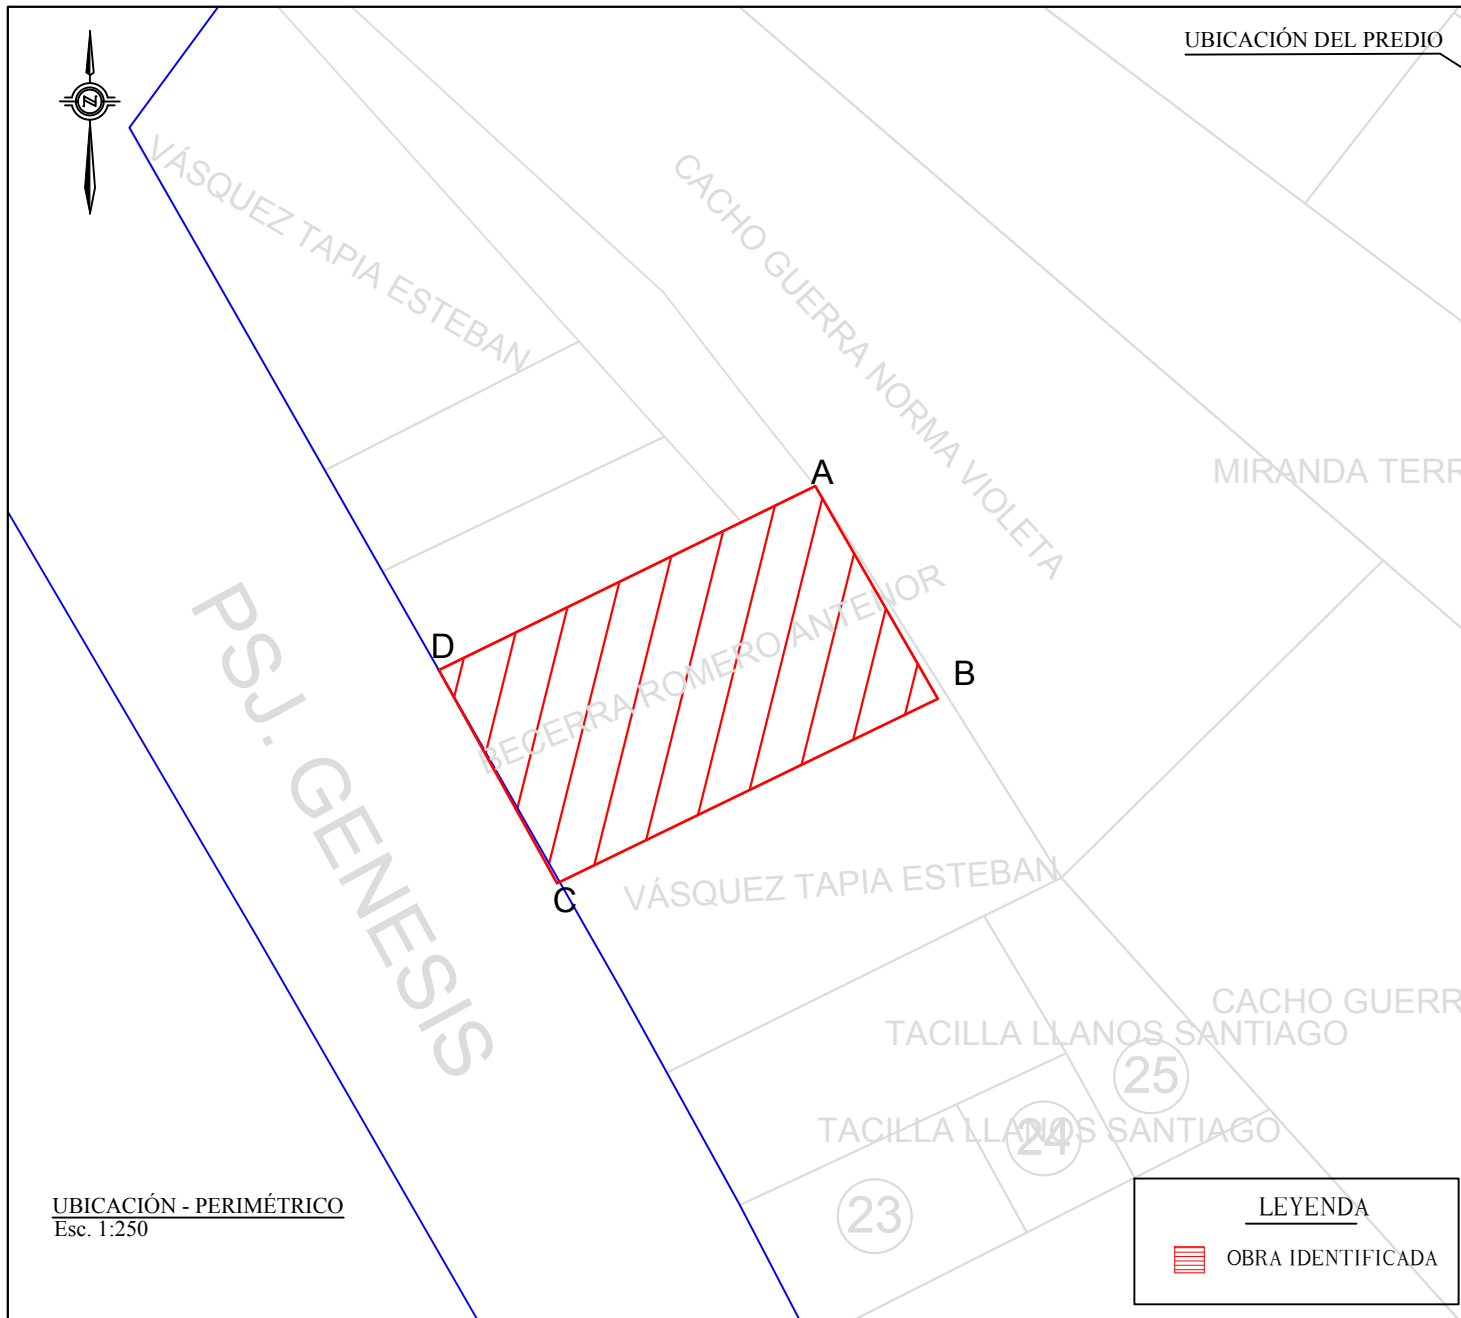 UBICACIÓN DEL PREDIO
N
VÁSQUEZ TAPIA ESTEBAN
CACHO GUERRA NORMA VIOLETA
MIRANDA TERR
A
D
B
BECERRA ROMERO ANTENOR
PSJ. GENESIS
C
VÁSQUEZ TAPIA ESTEBAN
CACHO GUERR
TACILLA LLANOS SANTIAGO
25
TACILLA LLANOS SANTIAGO
24
23
UBICACIÓN - PERIMÉTRICO
Esc. 1:250
LEYENDA
OBRA IDENTIFICADA